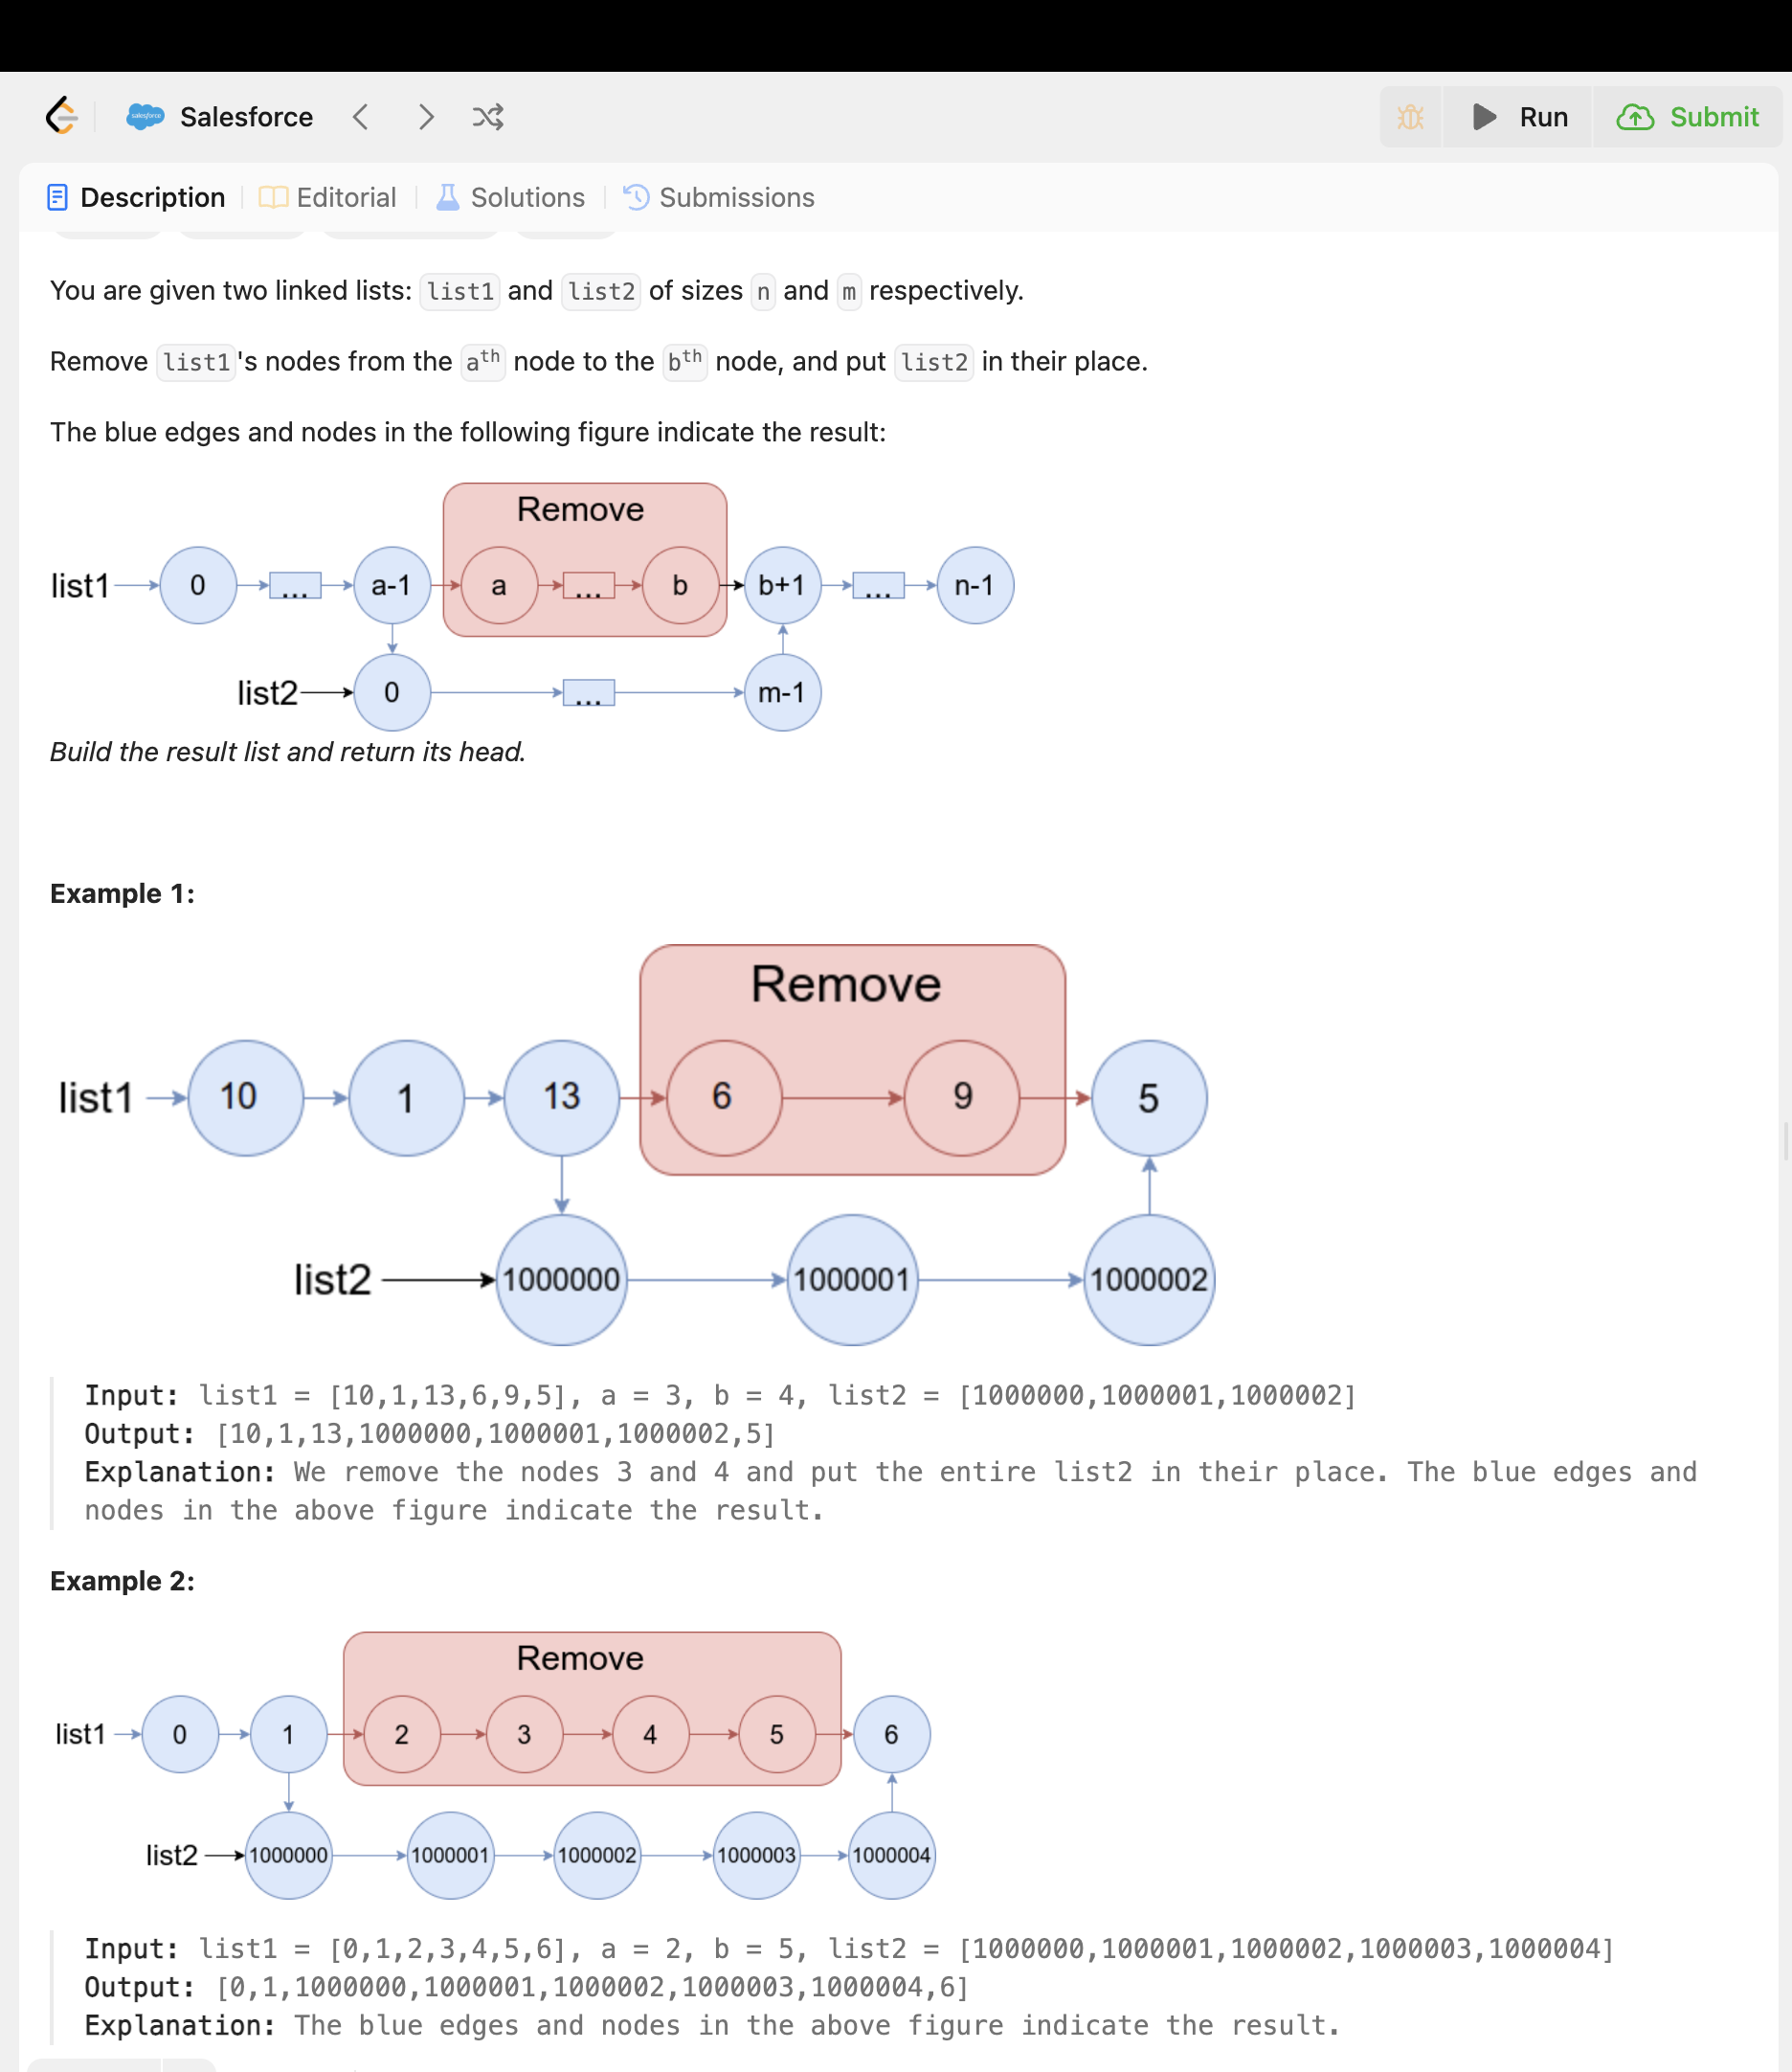 salesforce Salesforce Run Submit
Description Editorial Solutions Submissions
You are given two linked lists: list1 and list2 of sizes n and m respectively.
Remove list1's nodes from the ath node to the bth node, and put list2 in their place.
The blue edges and nodes in the following figure indicate the result:
Remove
list1 0 ... a-1 a ... b b+1 ... n-1
list2 0 ... m-1
Build the result list and return its head.
Example 1:
Remove
list1 10 1 13 6 9 5
list2 1000000 1000001 1000002
Input: list1 = [10,1,13,6,9,5], a = 3, b = 4, list2 = [1000000,1000001,1000002]
Output: [10,1,13,1000000,1000001,1000002,5]
Explanation: We remove the nodes 3 and 4 and put the entire list2 in their place. The blue edges and
nodes in the above figure indicate the result.
Example 2:
Remove
list1 0 1 2 3 4 5 6
list2 1000000 1000001 1000002 1000003 1000004
Input: list1 = [0,1,2,3,4,5,6], a = 2, b = 5, list2 = [1000000,1000001,1000002,1000003,1000004]
Output: [0,1,1000000,1000001,1000002,1000003,1000004,6]
Explanation: The blue edges and nodes in the above figure indicate the result.